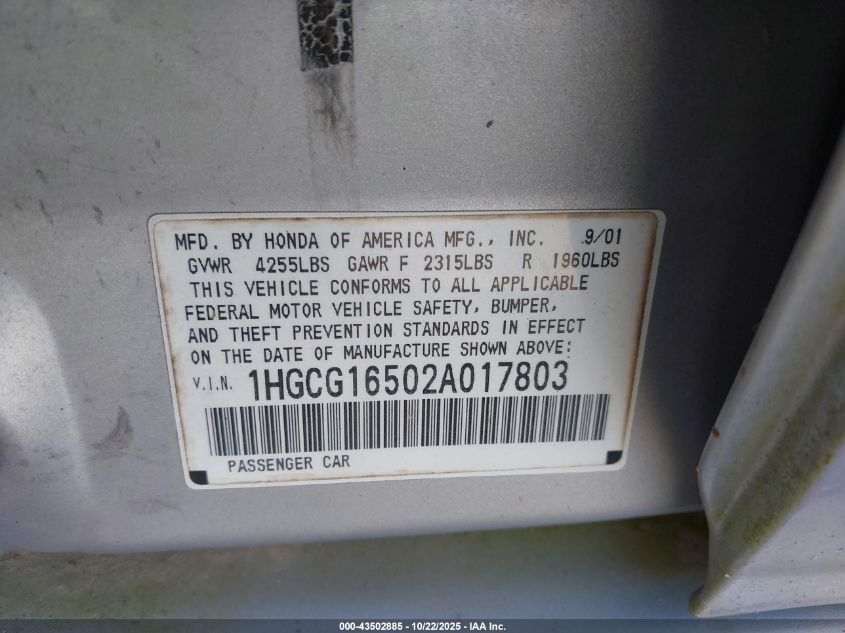 MFD. BY HONDA OF AMERICA MFG., INC. 9/01
GVWR 4255LBS GAWR F 2315LBS R 1960LBS
THIS VEHICLE CONFORMS TO ALL APPLICABLE
FEDERAL MOTOR VEHICLE SAFETY, BUMPER,
AND THEFT PREVENTION STANDARDS IN EFFECT
ON THE DATE OF MANUFACTURE SHOWN ABOVE:
V.I.N. 1HGCG16502A017803
PASSENGER CAR
000-43502885 - 10/22/2025 - IAA Inc.